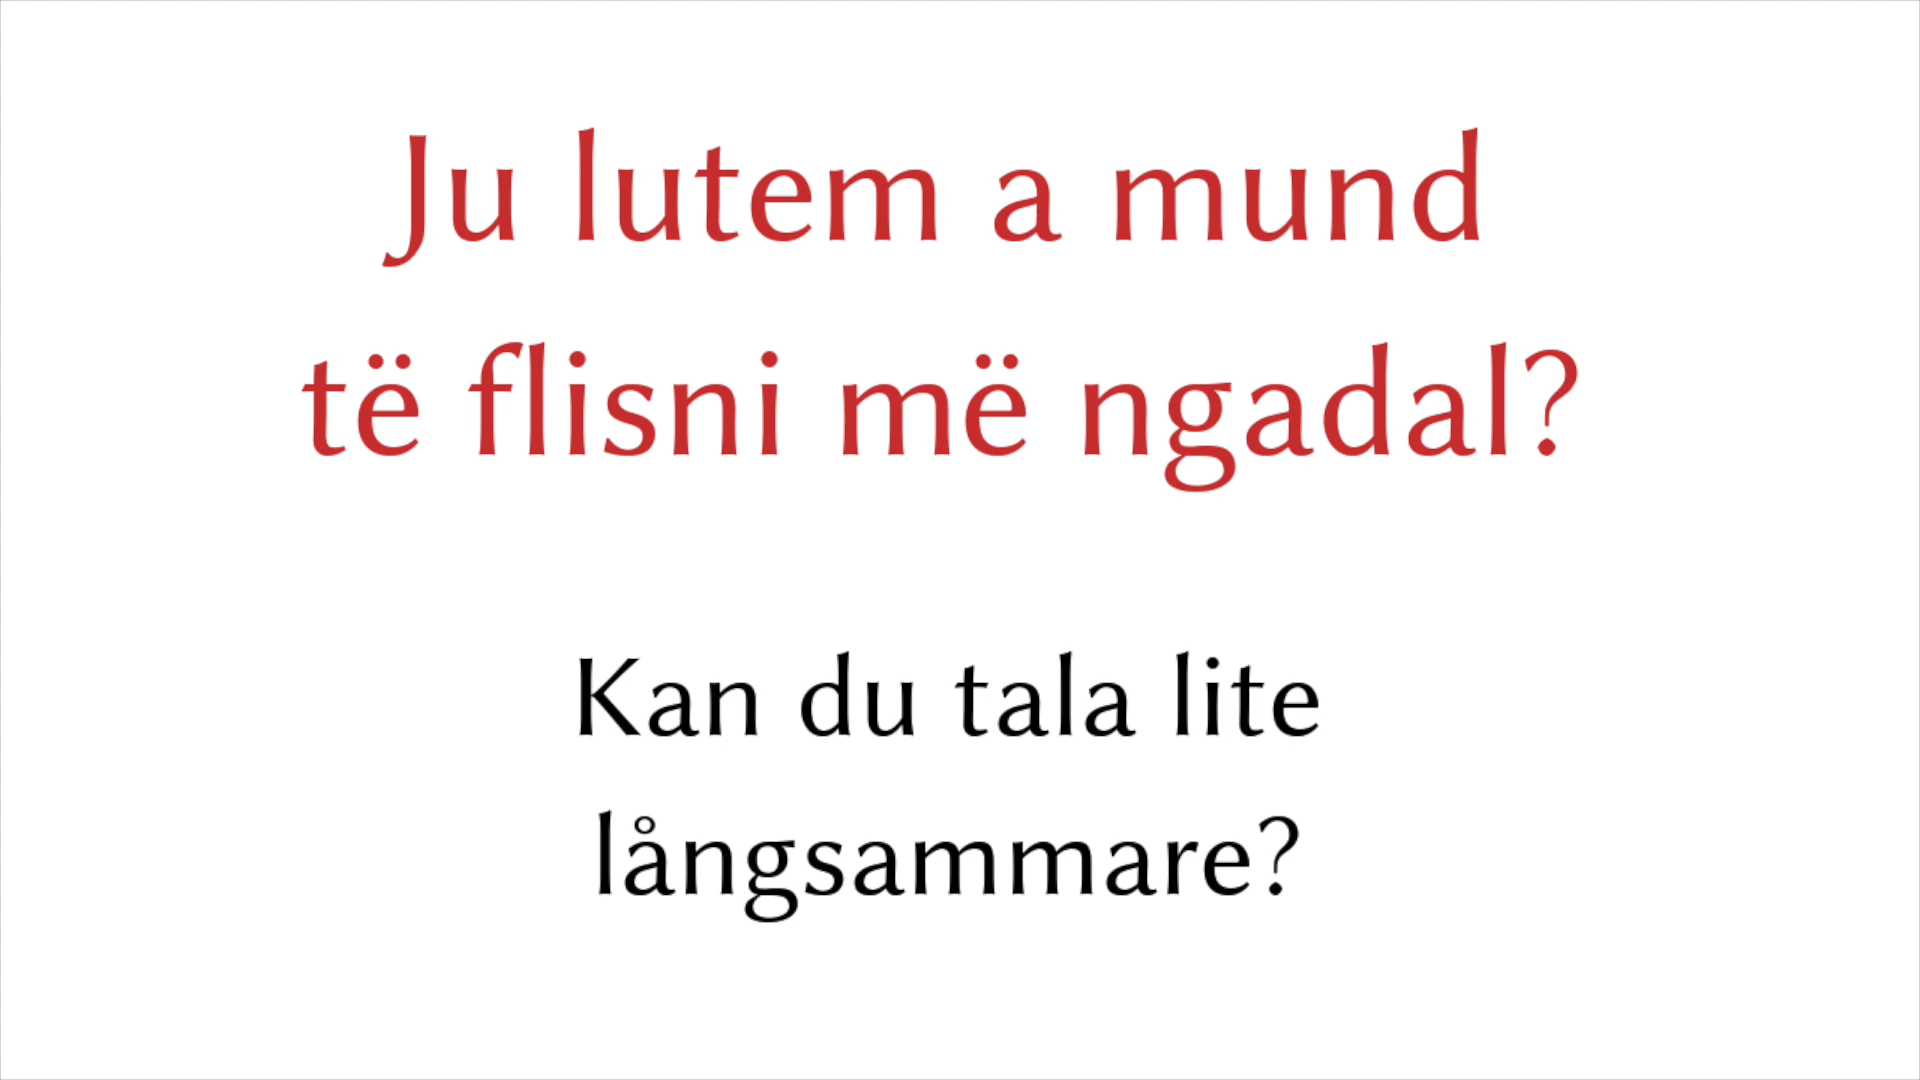 Ju lutem a mund
të flisni më ngadal?
Kan du tala lite
långsammare?